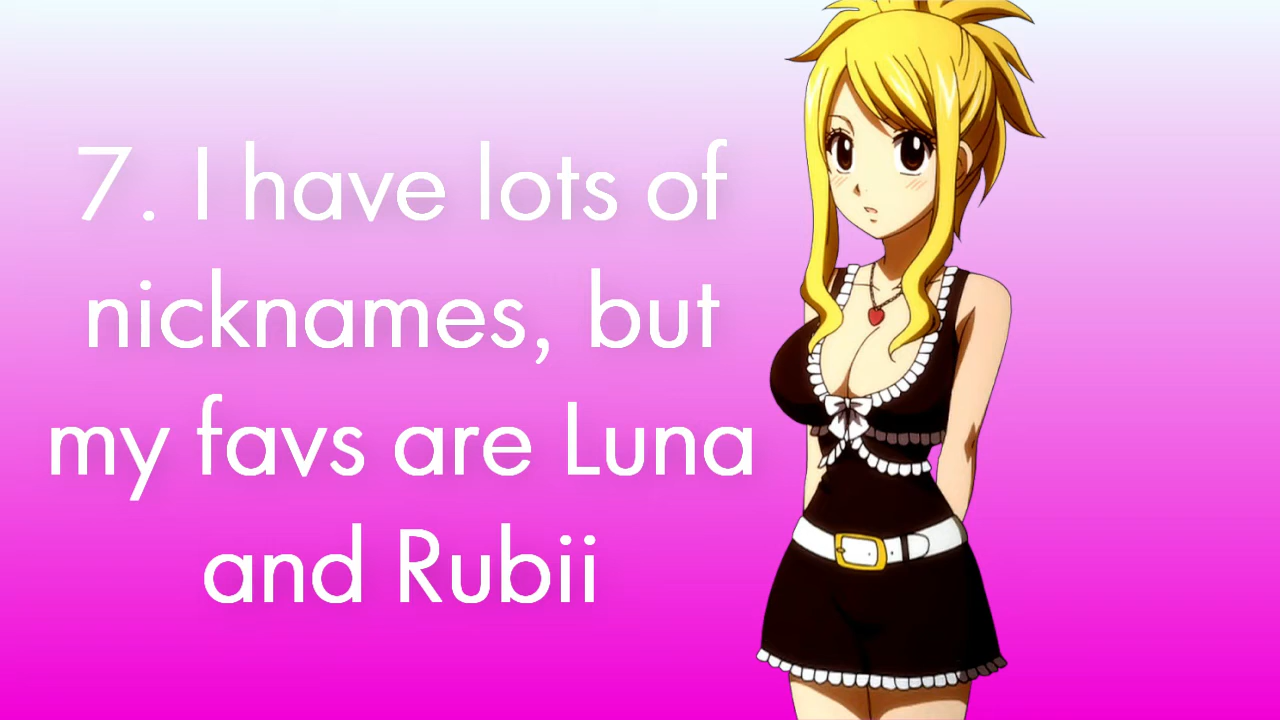 7. I have lots of
nicknames, but
my favs are Luna
and Rubii